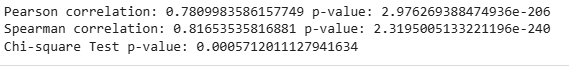 Pearson correlation: 0.7809983586157749 p-value: 2.976269388474936e-206
Spearman correlation: 0.81653535816881 p-value: 2.3195005133221196e-240
Chi-square Test p-value: 0.0005712011127941634